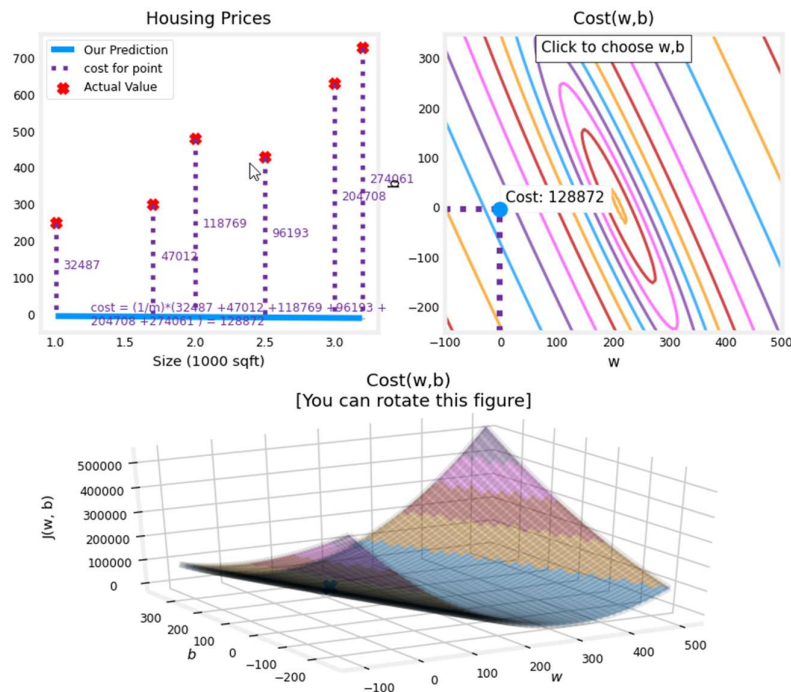 Housing Prices
Our Prediction
cost for point
Actual Value
700
600
500
400
300
200
100
0
32487
47012
118769
96193
204708
274061
cost = (1/m)*(32487 +47012 +118769 +96193 +
204708 +274061 ) = 128872
1.0 1.5 2.0 2.5 3.0
Size (1000 sqft)
Cost(w,b)
Click to choose w,b
300
200
100
0
−100
−200
b
Cost: 128872
−100 0 100 200 300 400 500
w
Cost(w,b)
[You can rotate this figure]
500000
400000
300000
200000
100000
0
J(w, b)
300
200
100
0
−100
−200
b
−100
0
100
200
300
400
500
w